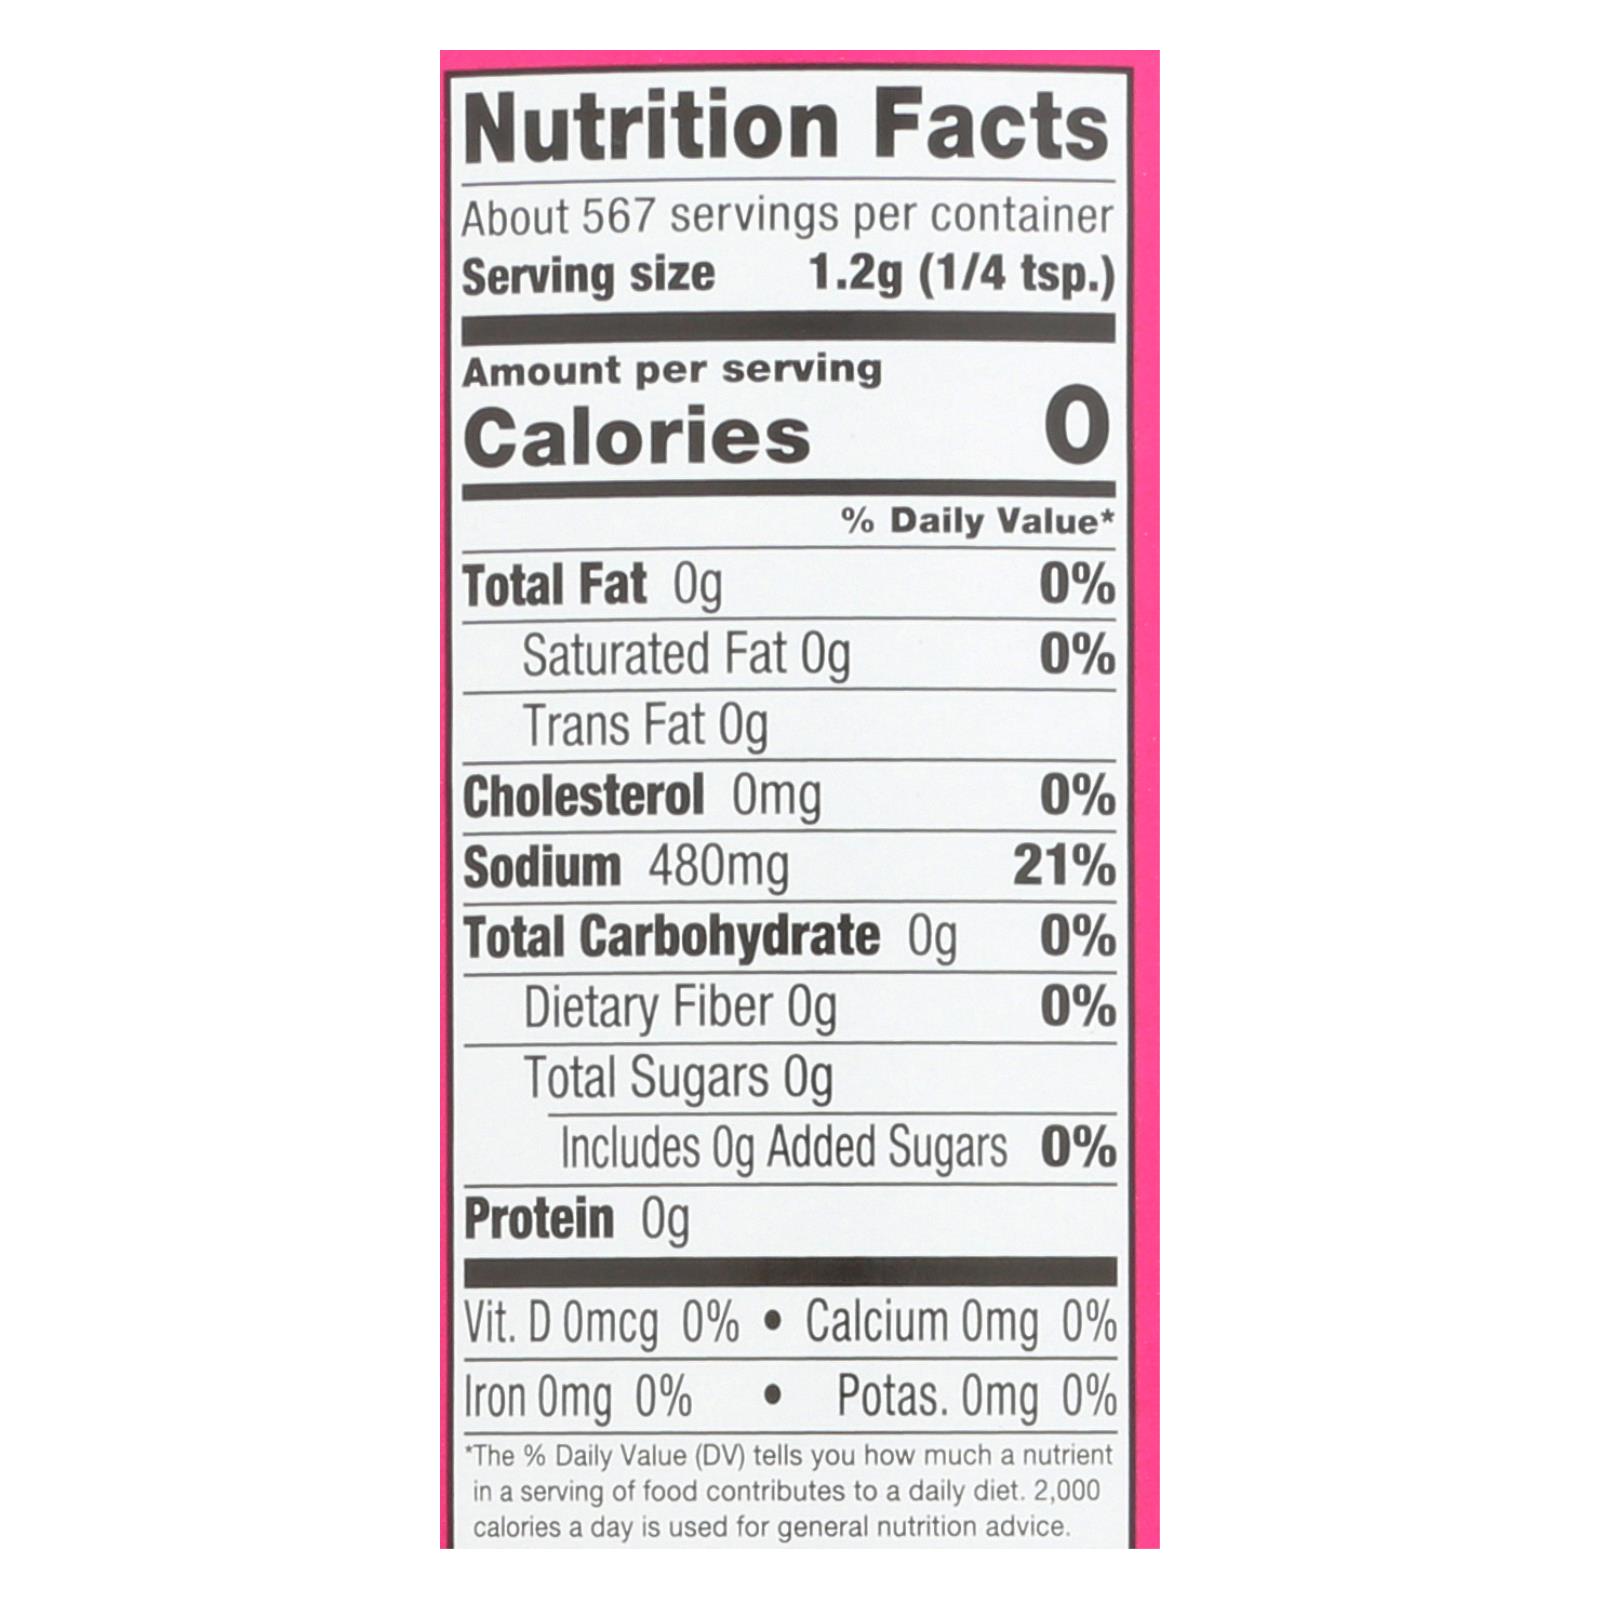 Nutrition Facts
About 567 servings per container
Serving size 1.2g (1/4 tsp.)
Amount per serving
Calories 0
% Daily Value*
Total Fat 0g 0%
Saturated Fat 0g 0%
Trans Fat 0g
Cholesterol 0mg 0%
Sodium 480mg 21%
Total Carbohydrate 0g 0%
Dietary Fiber 0g 0%
Total Sugars 0g
Includes 0g Added Sugars 0%
Protein 0g
Vit. D 0mcg 0% • Calcium 0mg 0%
Iron 0mg 0% • Potas. 0mg 0%
*The % Daily Value (DV) tells you how much a nutrient
in a serving of food contributes to a daily diet. 2,000
calories a day is used for general nutrition advice.